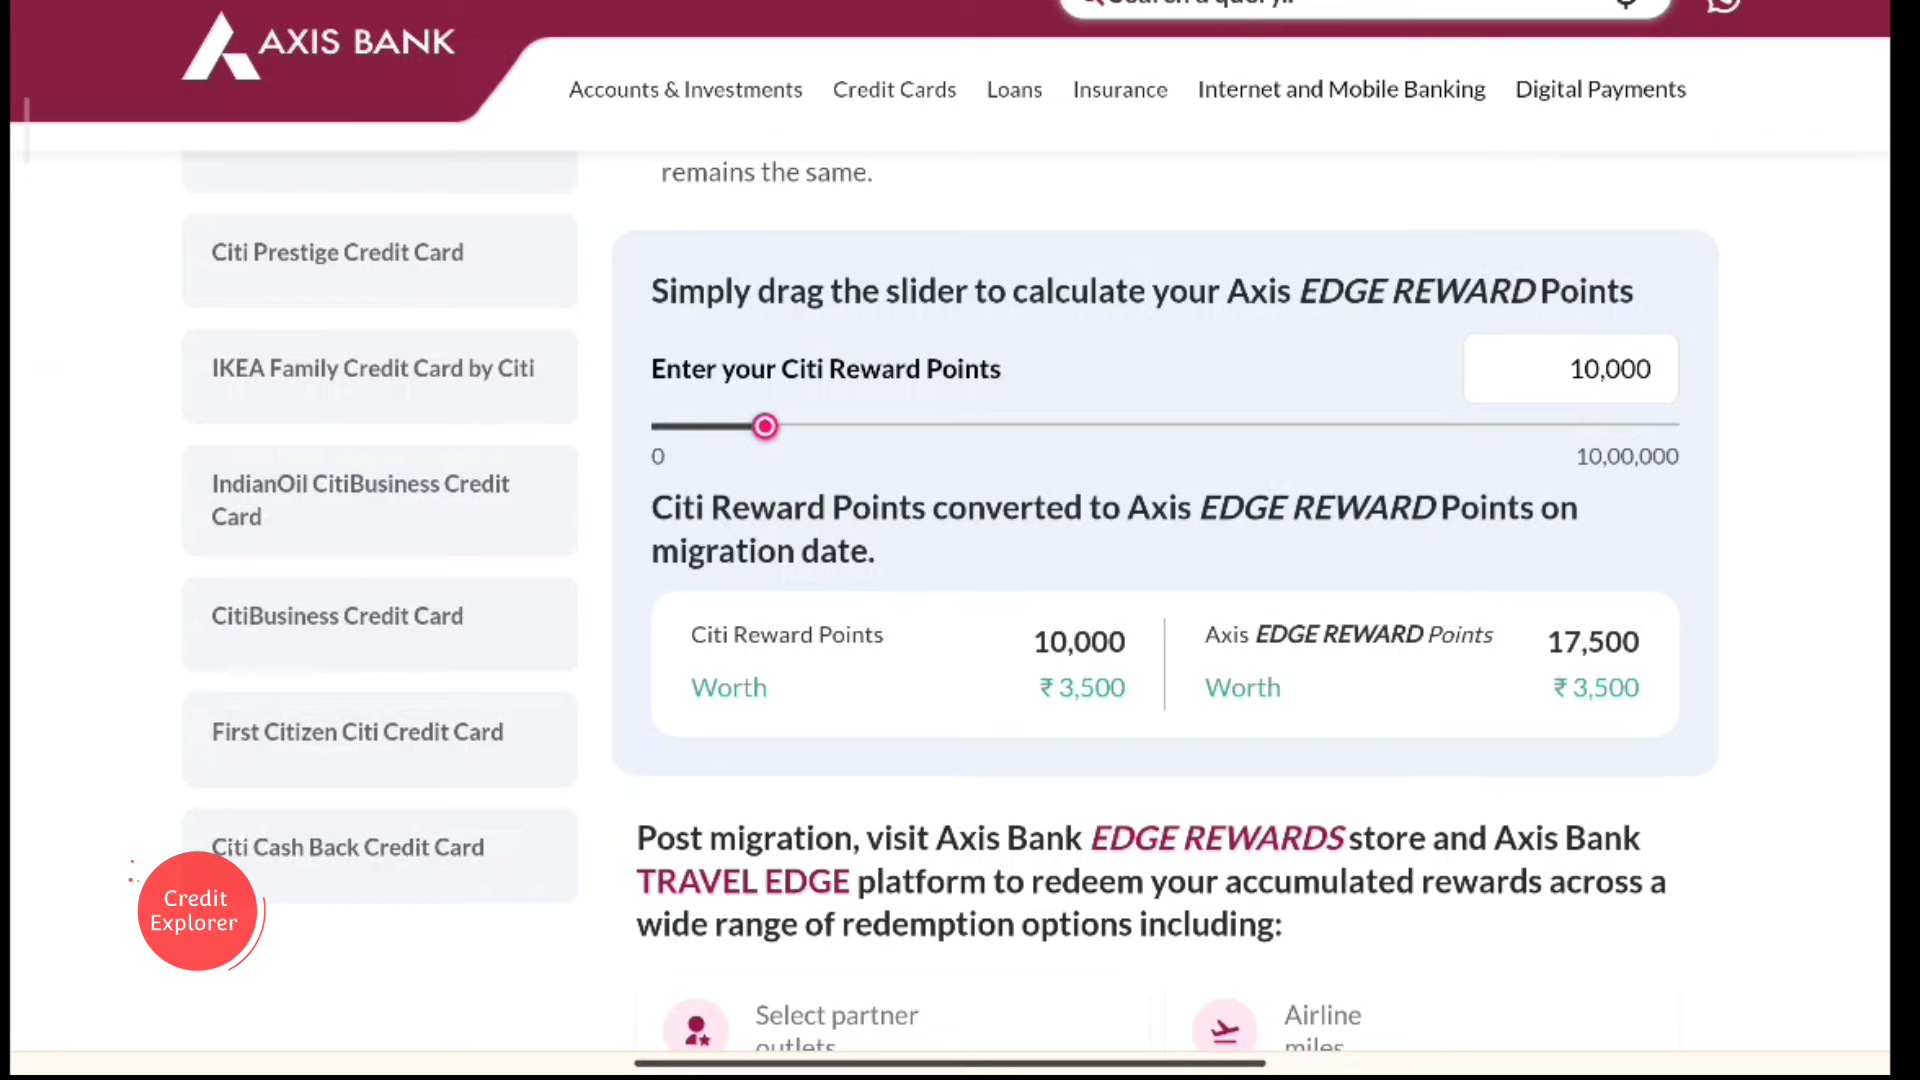 Search a query..
AXIS BANK
Accounts & Investments Credit Cards Loans Insurance Internet and Mobile Banking Digital Payments
remains the same.
Citi Prestige Credit Card
IKEA Family Credit Card by Citi
IndianOil CitiBusiness Credit
Card
CitiBusiness Credit Card
First Citizen Citi Credit Card
Citi Cash Back Credit Card
Credit
Explorer
Simply drag the slider to calculate your Axis EDGE REWARD Points
Enter your Citi Reward Points 10,000
0 10,00,000
Citi Reward Points converted to Axis EDGE REWARD Points on
migration date.
Citi Reward Points 10,000 Axis EDGE REWARD Points 17,500
Worth ₹ 3,500 Worth ₹ 3,500
Post migration, visit Axis Bank EDGE REWARDS store and Axis Bank
TRAVEL EDGE platform to redeem your accumulated rewards across a
wide range of redemption options including:
Select partner Airline
outlets miles